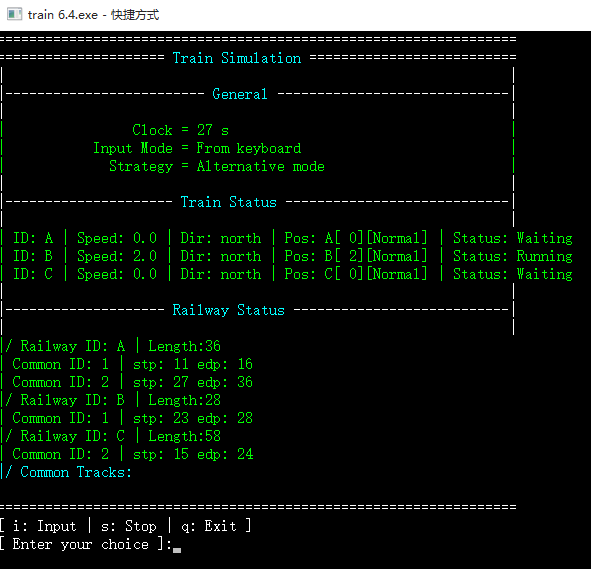 train 6.4.exe - 快捷方式
=================================================================
===================== Train Simulation ==========================
| |
|------------------------- General -----------------------------|
| |
| Clock = 27 s |
| Input Mode = From keyboard |
| Strategy = Alternative mode |
| |
|--------------------- Train Status ----------------------------|
| |
| ID: A | Speed: 0.0 | Dir: north | Pos: A[ 0][Normal] | Status: Waiting
| ID: B | Speed: 2.0 | Dir: north | Pos: B[ 2][Normal] | Status: Running
| ID: C | Speed: 0.0 | Dir: north | Pos: C[ 0][Normal] | Status: Waiting
| |
|-------------------- Railway Status ---------------------------|
| |
|/ Railway ID: A | Length:36
| Common ID: 1 | stp: 11 edp: 16
| Common ID: 2 | stp: 27 edp: 36
|/ Railway ID: B | Length:28
| Common ID: 1 | stp: 23 edp: 28
|/ Railway ID: C | Length:58
| Common ID: 2 | stp: 15 edp: 24
|/ Common Tracks:
=================================================================
[ i: Input | s: Stop | q: Exit ]
[ Enter your choice ]:_